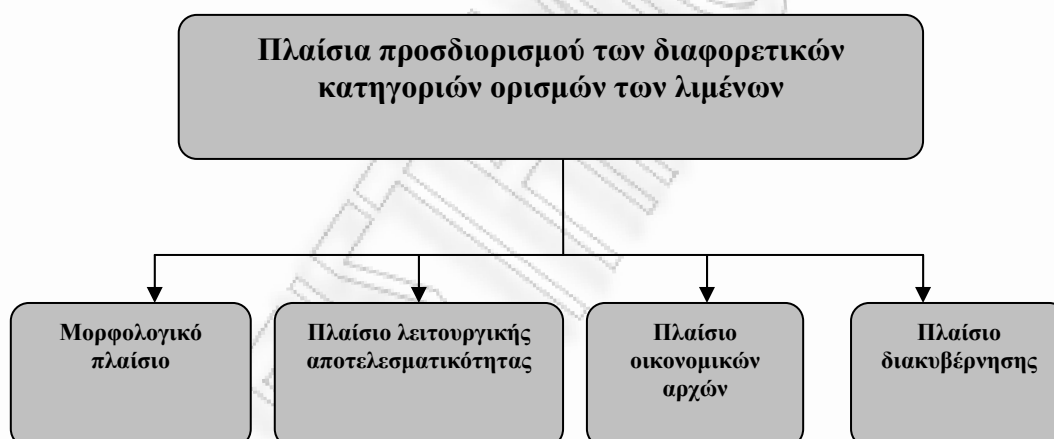 Πλαίσια προσδιορισμού των διαφορετικών
κατηγοριών ορισμών των λιμένων
Μορφολογικό
πλαίσιο
Πλαίσιο λειτουργικής
αποτελεσματικότητας
Πλαίσιο
οικονομικών
αρχών
Πλαίσιο
διακυβέρνησης